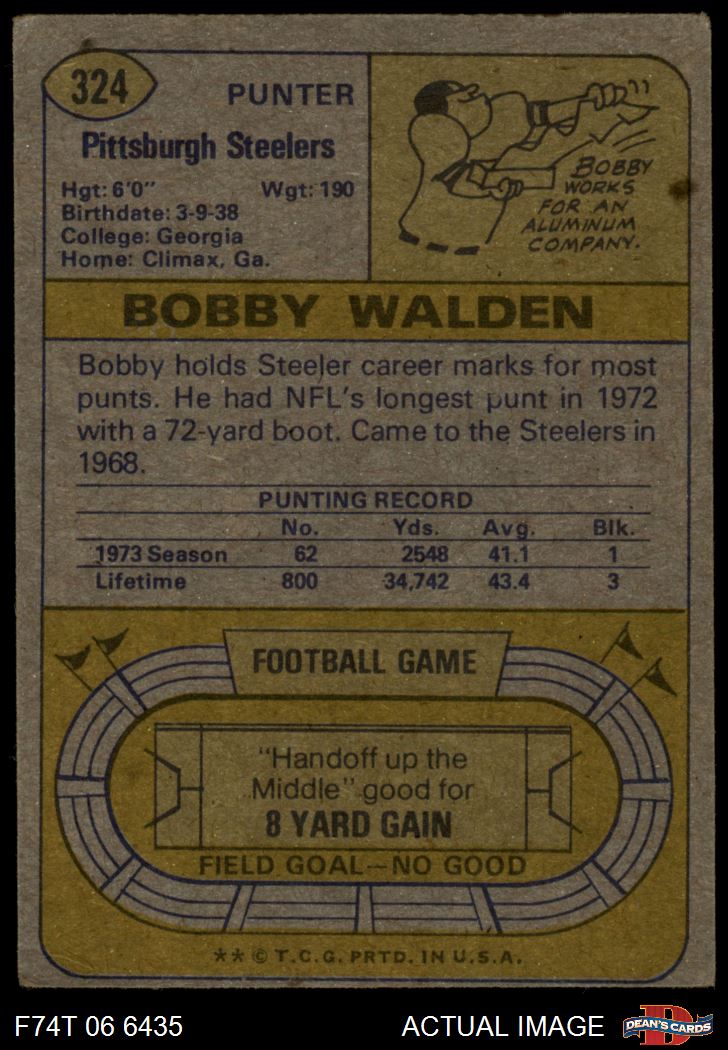 324
PUNTER
Pittsburgh Steelers
Hgt: 6'0" Wgt: 190
Birthdate: 3-9-38
College: Georgia
Home: Climax, Ga.
BOBBY
WORKS
FOR AN
ALUMINUM
COMPANY.
BOBBY WALDEN
Bobby holds Steeler career marks for most
punts. He had NFL's longest punt in 1972
with a 72-yard boot. Came to the Steelers in
1968.
PUNTING RECORD
No. Yds. Avg. Blk.
1973 Season 62 2548 41.1 1
Lifetime 800 34,742 43.4 3
FOOTBALL GAME
"Handoff up the
Middle" good for
8 YARD GAIN
FIELD GOAL—NO GOOD
** © T.C.G. PRTD. IN U.S.A.
F74T 06 6435 ACTUAL IMAGE DEAN'S CARDS